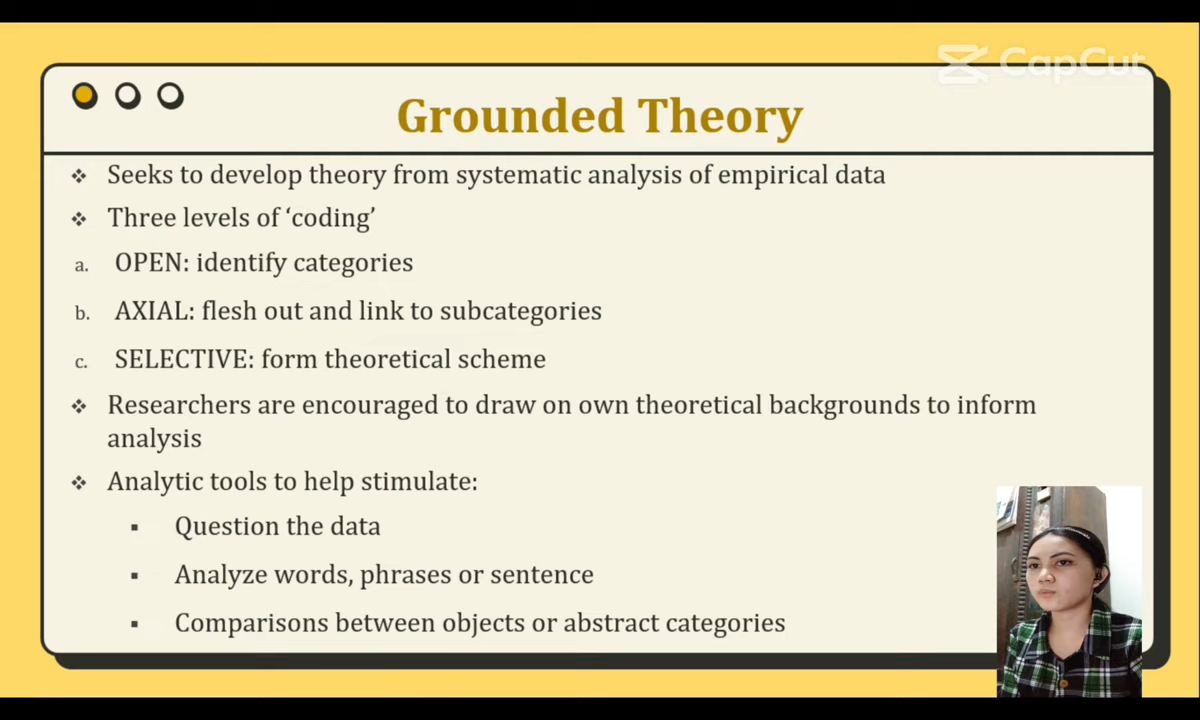 CapCut
Grounded Theory
❖ Seeks to develop theory from systematic analysis of empirical data
❖ Three levels of ‘coding’
a. OPEN: identify categories
b. AXIAL: flesh out and link to subcategories
c. SELECTIVE: form theoretical scheme
❖ Researchers are encouraged to draw on own theoretical backgrounds to inform
analysis
❖ Analytic tools to help stimulate:
▪ Question the data
▪ Analyze words, phrases or sentence
▪ Comparisons between objects or abstract categories